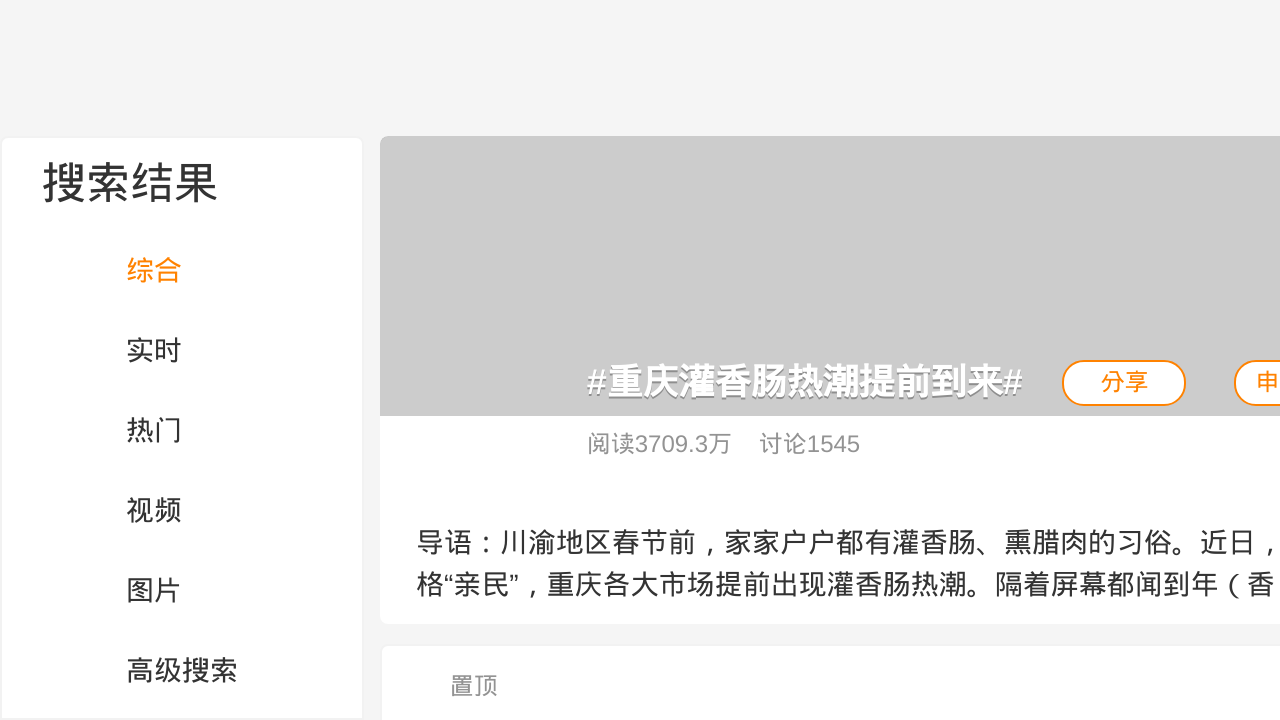 搜索结果
综合
实时
热门
视频
图片
高级搜索
#重庆灌香肠热潮提前到来#
分享
申
阅读3709.3万 讨论1545
导语：川渝地区春节前，家家户户都有灌香肠、熏腊肉的习俗。近日，
格“亲民”，重庆各大市场提前出现灌香肠热潮。隔着屏幕都闻到年（香
置顶